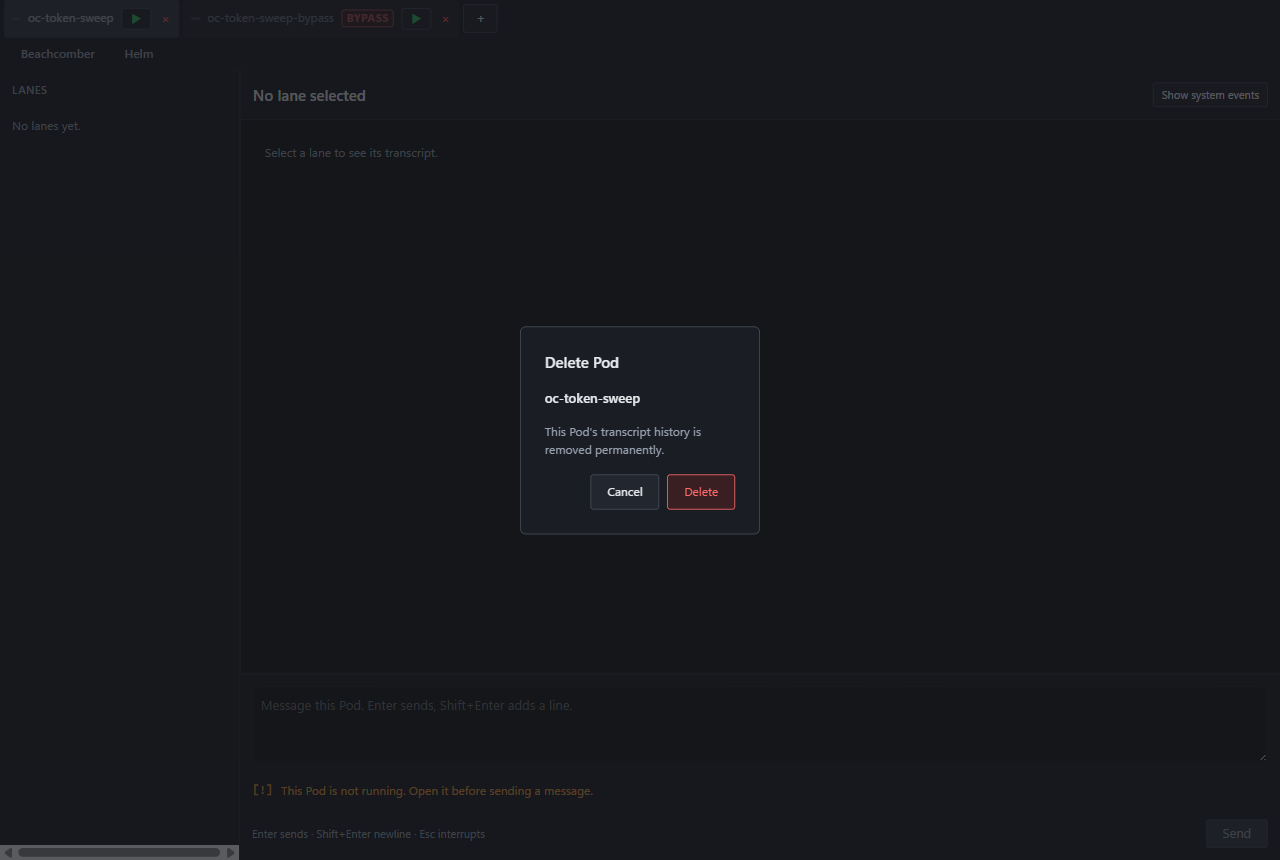 oc-token-sweep ▶ × oc-token-sweep-bypass BYPASS ▶ × +
Beachcomber Helm
LANES
No lane selected
Show system events
No lanes yet.
Select a lane to see its transcript.
Delete Pod
oc-token-sweep
This Pod's transcript history is
removed permanently.
Cancel Delete
Message this Pod. Enter sends, Shift+Enter adds a line.
[!] This Pod is not running. Open it before sending a message.
Enter sends · Shift+Enter newline · Esc interrupts
Send